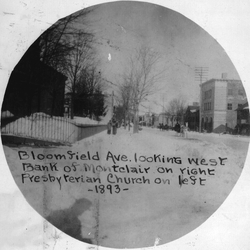 Bloomfield Ave. looking West
Bank of Montclair on right
Presbyterian Church on left
-1893-